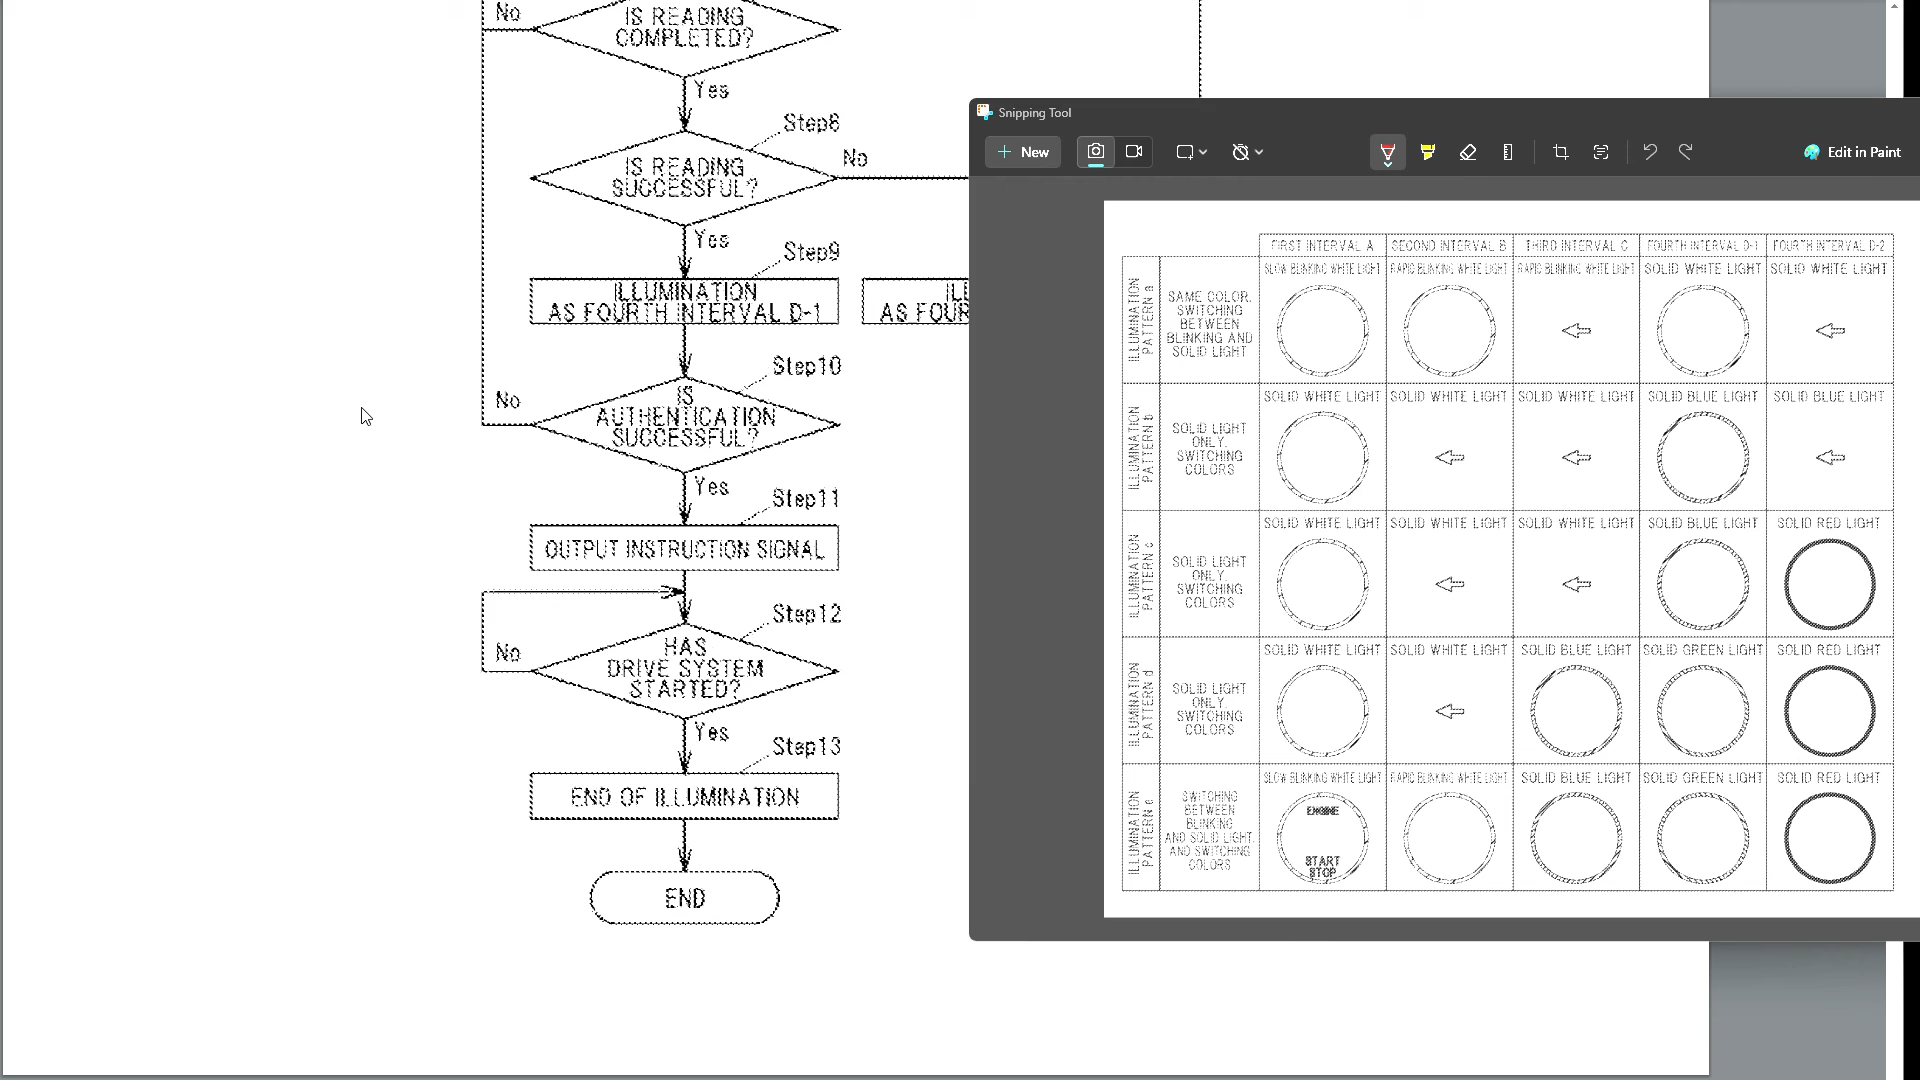 No
IS READING
COMPLETED?
Yes
Step8
IS READING
SUCCESSFUL?
No
Yes
Step9
ILLUMINATION
AS FOURTH INTERVAL D-1
ILL
AS FOUR
Step10
IS
AUTHENTICATION
SUCCESSFUL?
No
Yes
Step11
OUTPUT INSTRUCTION SIGNAL
Step12
HAS
DRIVE SYSTEM
STARTED?
No
Yes
Step13
END OF ILLUMINATION
END
Snipping Tool
New
Edit in Paint
FIRST INTERVAL A
SECOND INTERVAL B
THIRD INTERVAL C
FOURTH INTERVAL D-1
FOURTH INTERVAL D-2
ILLUMINATION
PATTERN a
SAME COLOR,
SWITCHING
BETWEEN
BLINKING AND
SOLID LIGHT
SLOW BLINKING WHITE LIGHT
RAPID BLINKING WHITE LIGHT
RAPID BLINKING WHITE LIGHT
SOLID WHITE LIGHT
SOLID WHITE LIGHT
ILLUMINATION
PATTERN b
SOLID LIGHT
ONLY,
SWITCHING
COLORS
SOLID WHITE LIGHT
SOLID WHITE LIGHT
SOLID WHITE LIGHT
SOLID BLUE LIGHT
SOLID BLUE LIGHT
ILLUMINATION
PATTERN c
SOLID LIGHT
ONLY,
SWITCHING
COLORS
SOLID WHITE LIGHT
SOLID WHITE LIGHT
SOLID WHITE LIGHT
SOLID BLUE LIGHT
SOLID RED LIGHT
ILLUMINATION
PATTERN d
SOLID LIGHT
ONLY,
SWITCHING
COLORS
SOLID WHITE LIGHT
SOLID WHITE LIGHT
SOLID BLUE LIGHT
SOLID GREEN LIGHT
SOLID RED LIGHT
ILLUMINATION
PATTERN e
SWITCHING
BETWEEN
BLINKING
AND SOLID LIGHT,
AND SWITCHING
COLORS
SLOW BLINKING WHITE LIGHT
RAPID BLINKING WHITE LIGHT
SOLID BLUE LIGHT
SOLID GREEN LIGHT
SOLID RED LIGHT
ENGINE
START
STOP